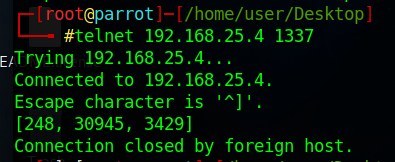 [root@parrot]─[/home/user/Desktop]
#telnet 192.168.25.4 1337
Trying 192.168.25.4...
Connected to 192.168.25.4.
Escape character is '^]'.
[248, 30945, 3429]
Connection closed by foreign host.